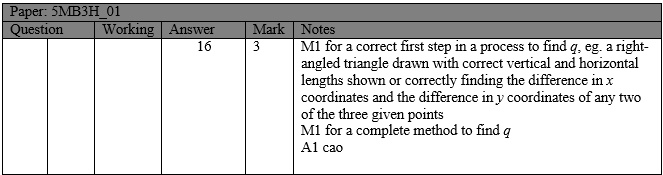 Paper: 5MB3H_01
Question Working Answer Mark Notes
16 3 M1 for a correct first step in a process to find q, eg. a right-
angled triangle drawn with correct vertical and horizontal
lengths shown or correctly finding the difference in x
coordinates and the difference in y coordinates of any two
of the three given points
M1 for a complete method to find q
A1 cao